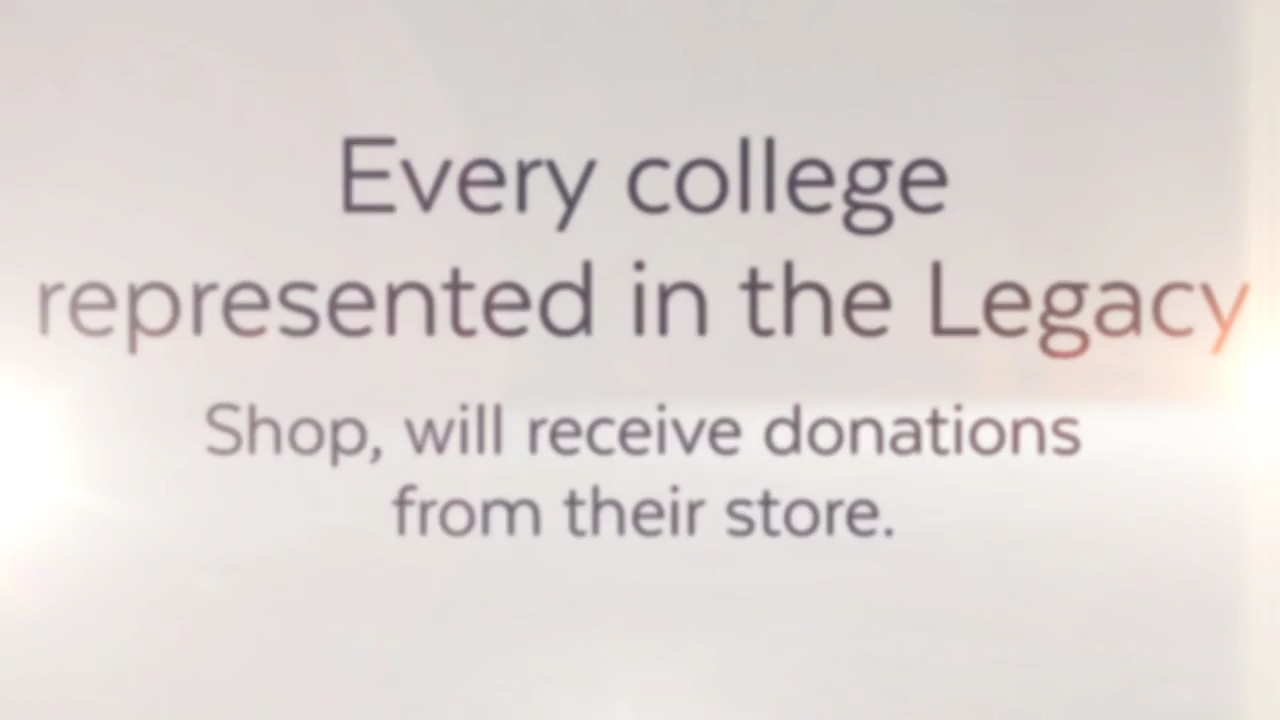 Every college
represented in the Legacy
Shop, will receive donations
from their store.